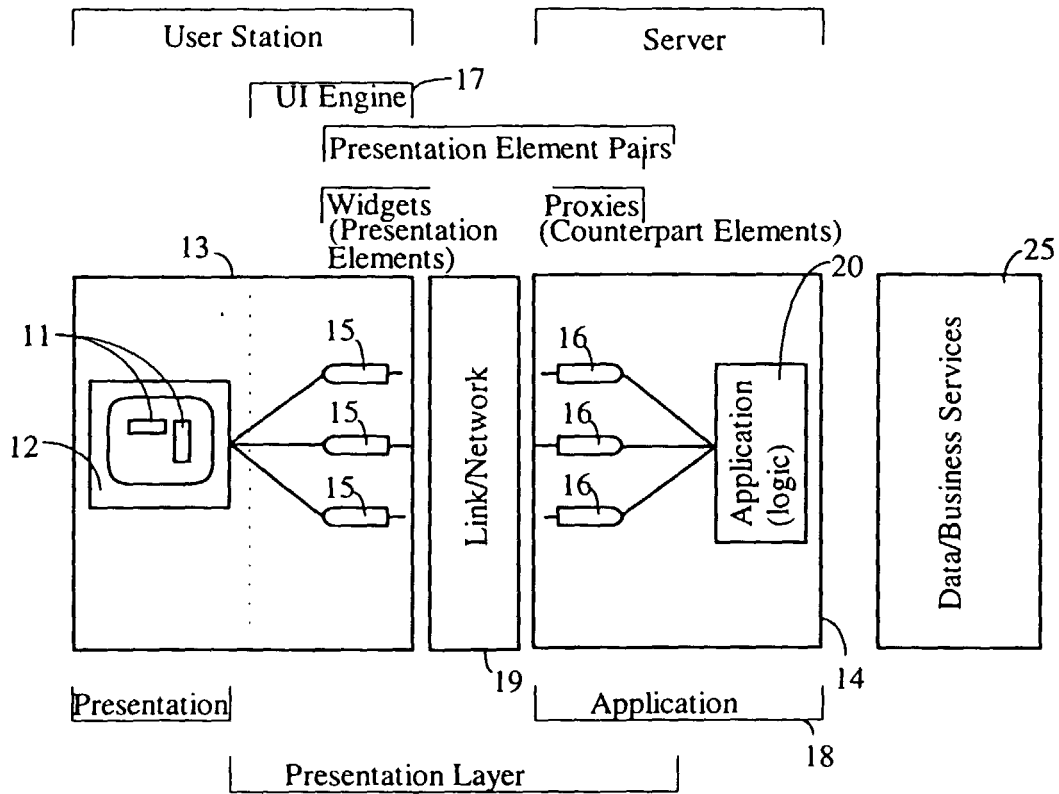 User Station
Server
UI Engine
17
Presentation Element Pairs
Widgets
(Presentation
Elements)
Proxies
(Counterpart Elements)
13
20
25
11
15
16
12
15
16
15
16
Link/Network
Application
(logic)
Data/Business Services
19
14
Presentation
Application
18
Presentation Layer